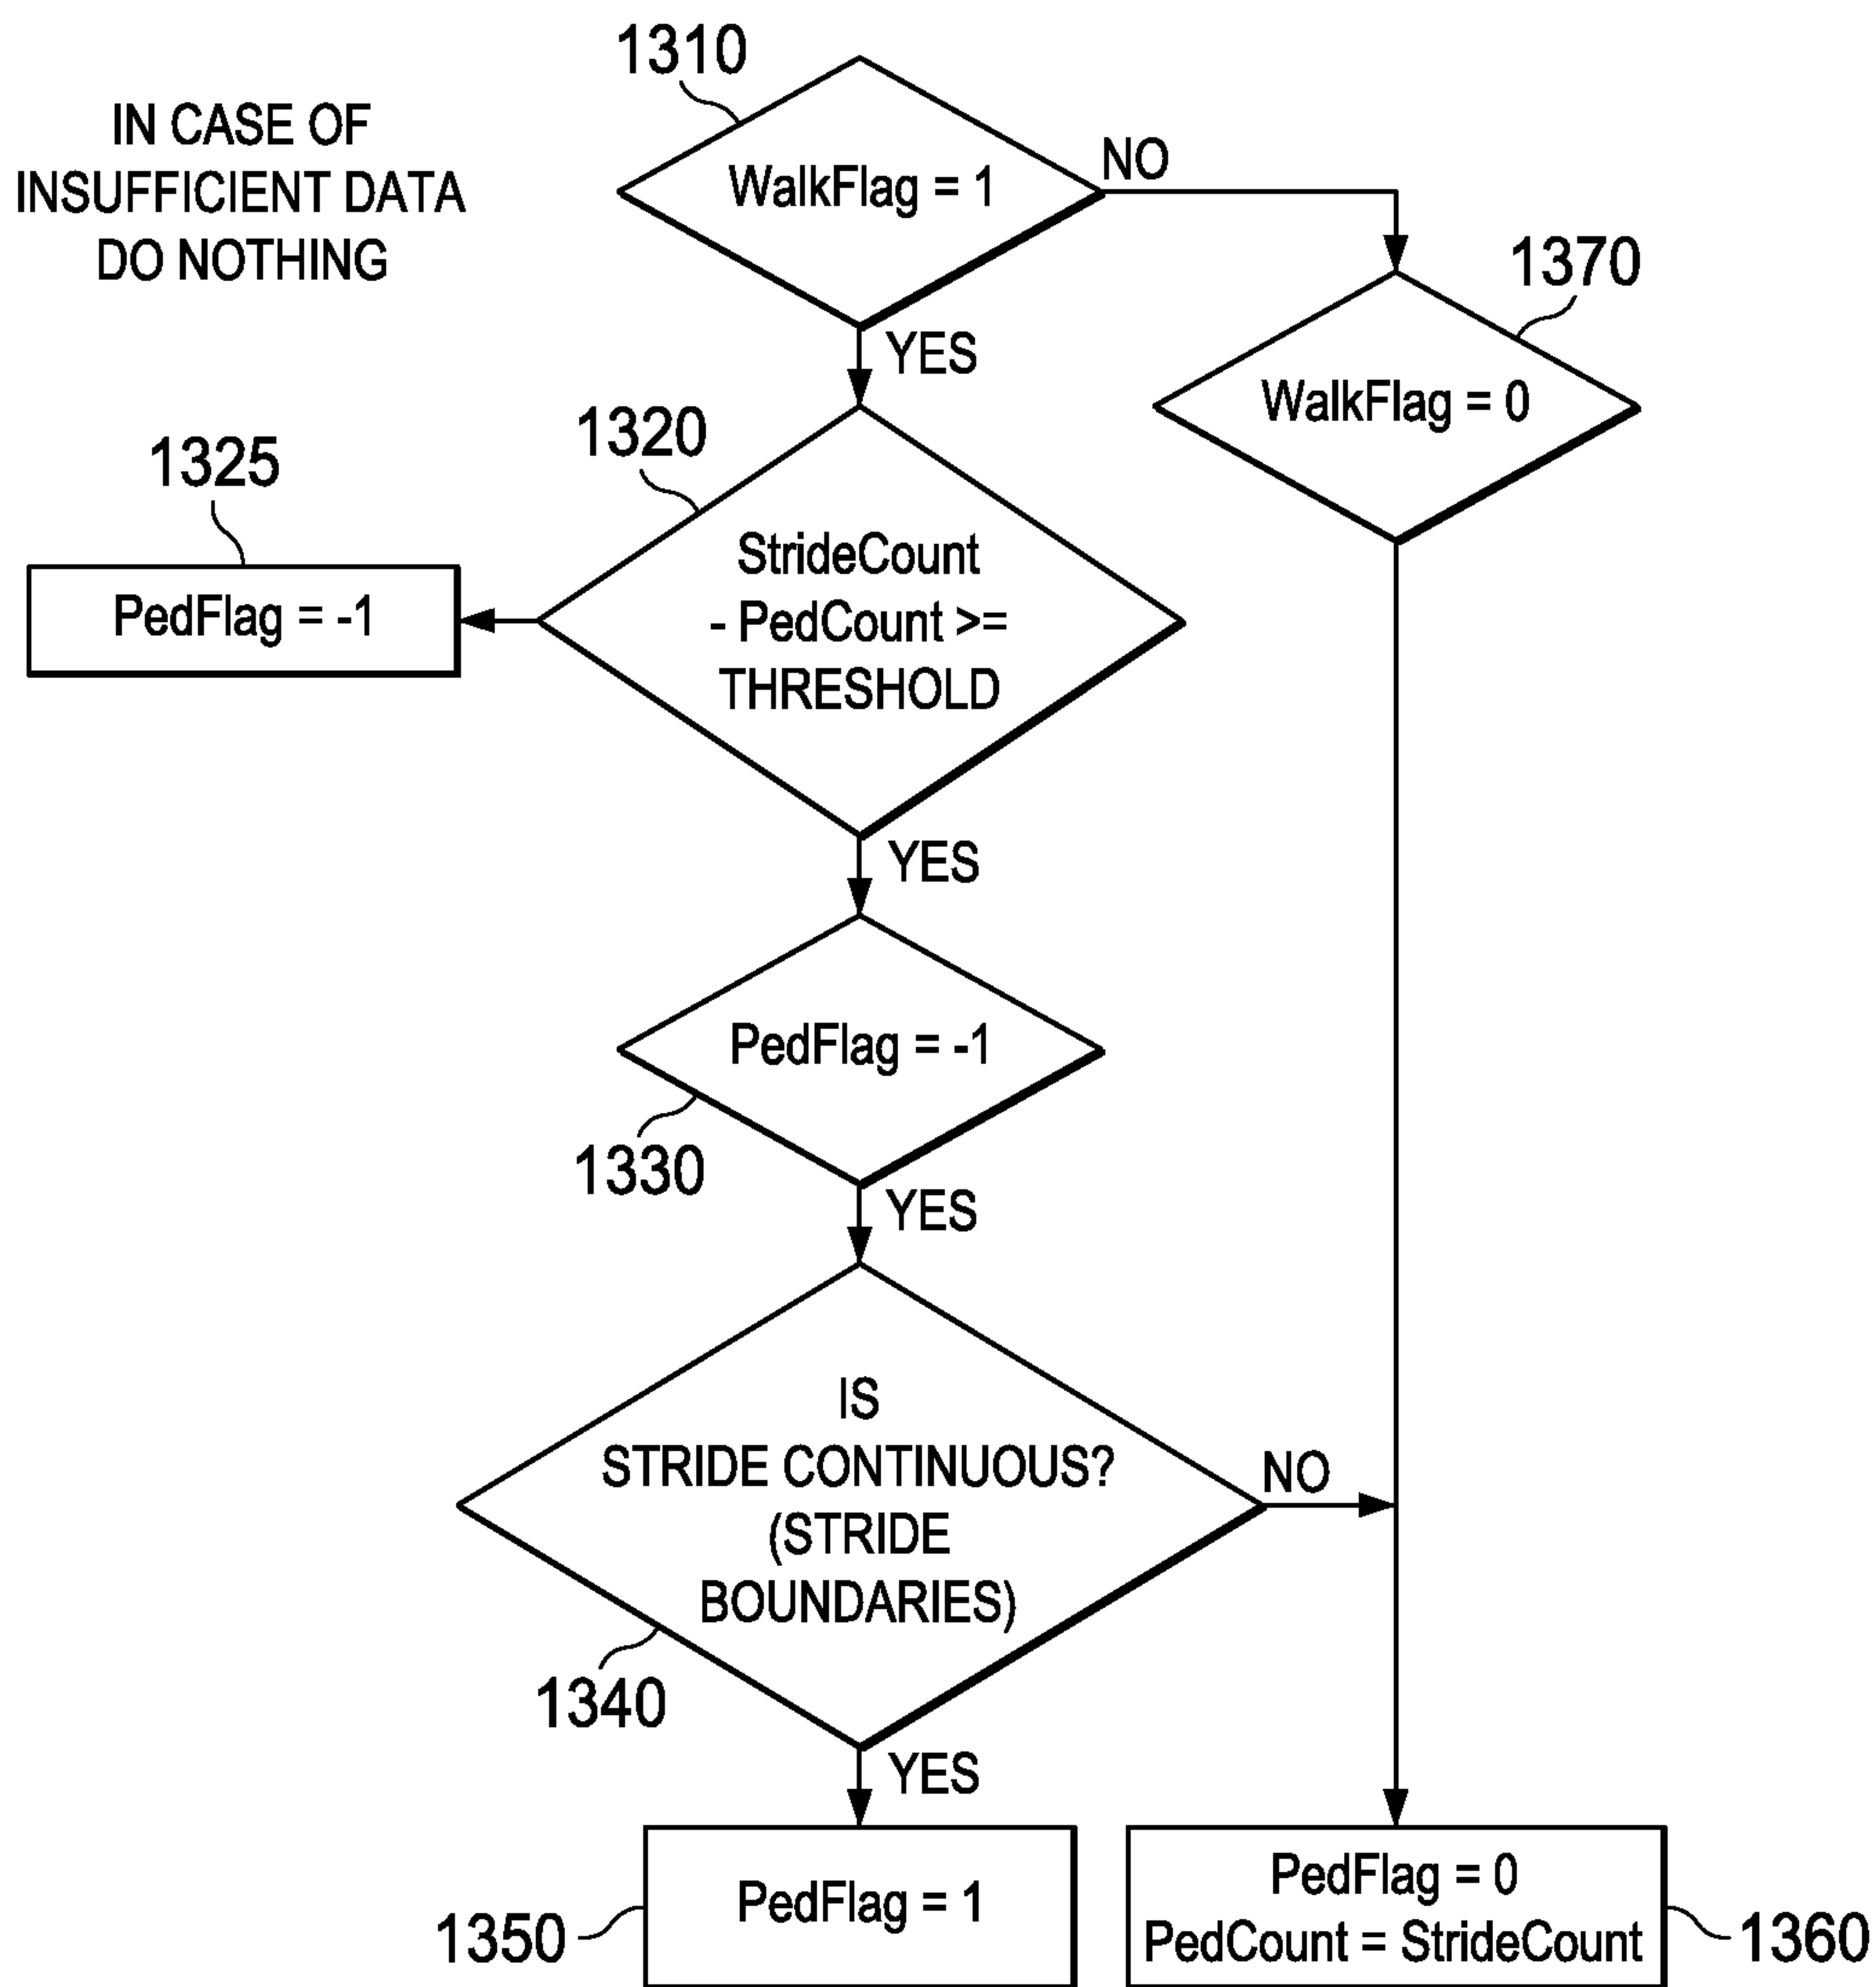 1310
IN CASE OF
INSUFFICIENT DATA
DO NOTHING
WalkFlag = 1
NO
1370
YES
WalkFlag = 0
1320
1325
StrideCount
- PedCount >=
THRESHOLD
PedFlag = -1
YES
PedFlag = -1
1330
YES
IS
STRIDE CONTINUOUS?
(STRIDE
BOUNDARIES)
NO
1340
YES
PedFlag = 1
1350
PedFlag = 0
PedCount = StrideCount
1360